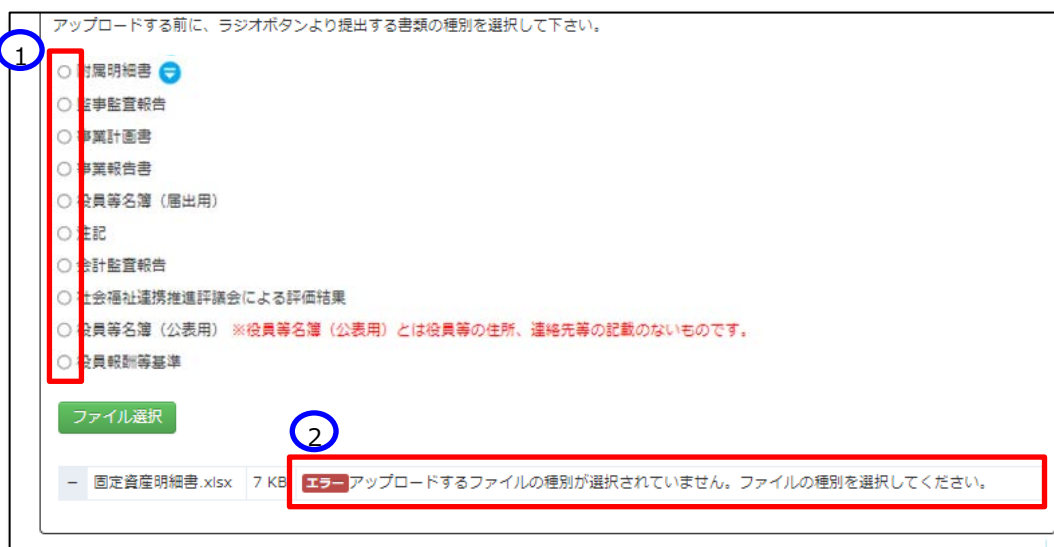 アップロードする前に、ラジオボタンより提出する書類の種別を選択して下さい。
1
附属明細書
監事監査報告
事業計画書
事業報告書
役員等名簿（届出用）
注記
会計監査報告
社会福祉連携推進評議会による評価結果
役員等名簿（公表用） ※役員等名簿（公表用）とは役員等の住所、連絡先等の記載のないものです。
役員報酬等基準
ファイル選択
2
− 固定資産明細書.xlsx 7 KB エラー アップロードするファイルの種別が選択されていません。ファイルの種別を選択してください。